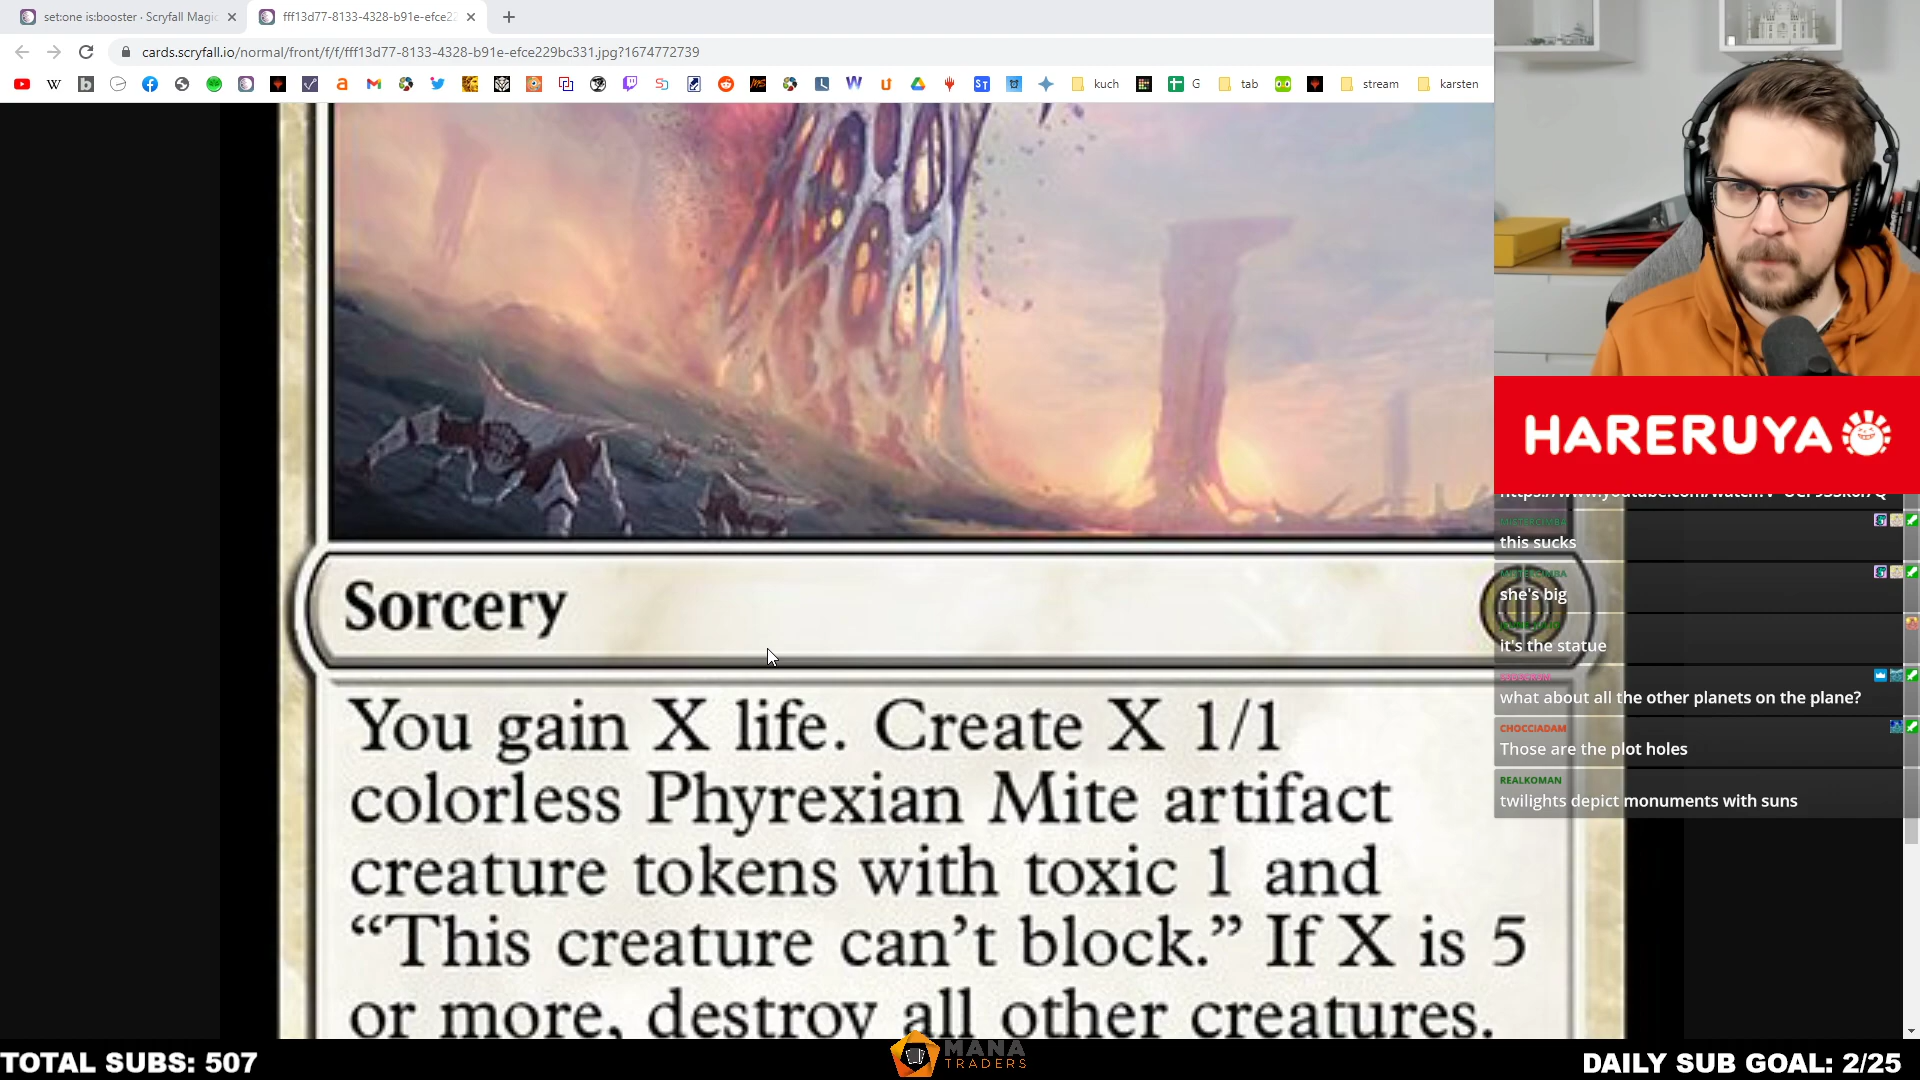 set:one is:booster · Scryfall Magic
fff13d77-8133-4328-b91e-efce22
cards.scryfall.io/normal/front/f/f/fff13d77-8133-4328-b91e-efce229bc331.jpg?1674772739
kuch
G
tab
stream
karsten
HARERUYA
this sucks
she's big
it's the statue
what about all the other planets on the plane?
CHOCCIADAM
Those are the plot holes
REALKOMAN
twilights depict monuments with suns
Sorcery
You gain X life. Create X 1/1
colorless Phyrexian Mite artifact
creature tokens with toxic 1 and
“This creature can’t block.” If X is 5
or more, destroy all other creatures.
TOTAL SUBS: 507
MANA
TRADERS
DAILY SUB GOAL: 2/25